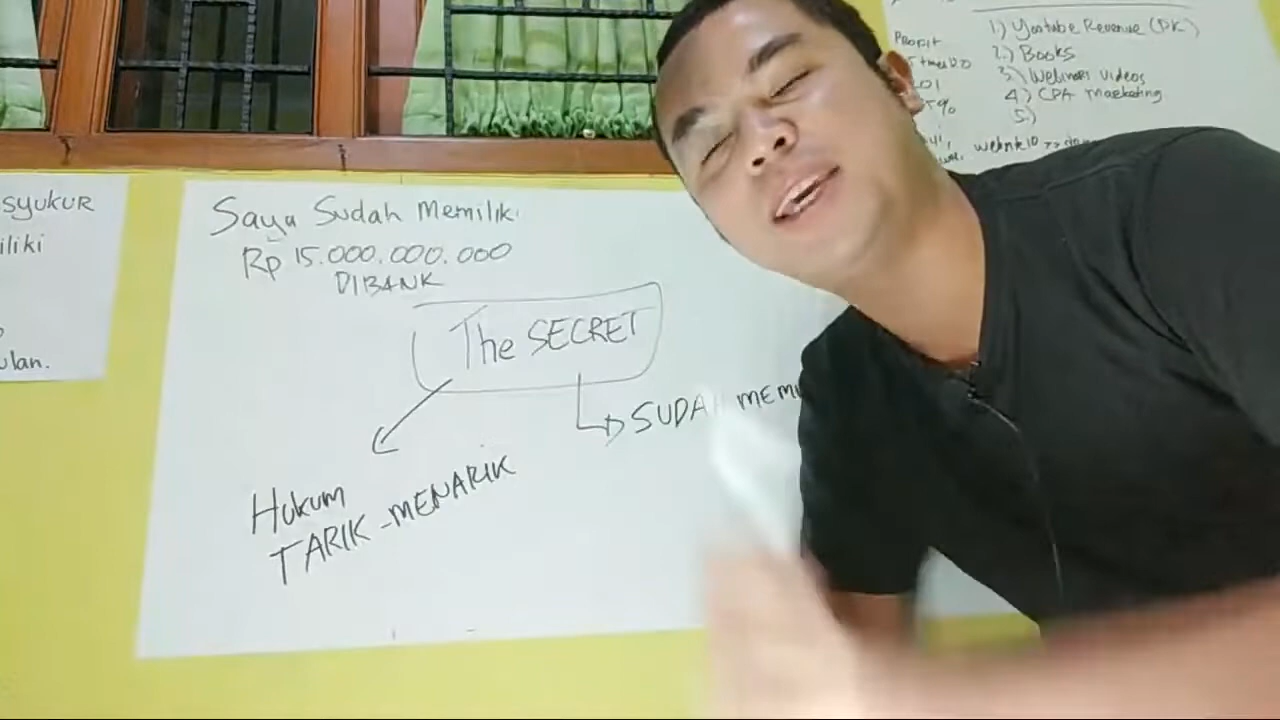 SYUKUR
iliki
ulan.
Saya Sudah Memiliki
Rp 15.000.000.000
DIBANK
The SECRET
SUDAH MEMI
Hukum
TARIK-MENARIK
Profit
1) Youtube Revenue (PK)
2.) Books
3.) Webinars videos
4.) CPA Marketing
5.)